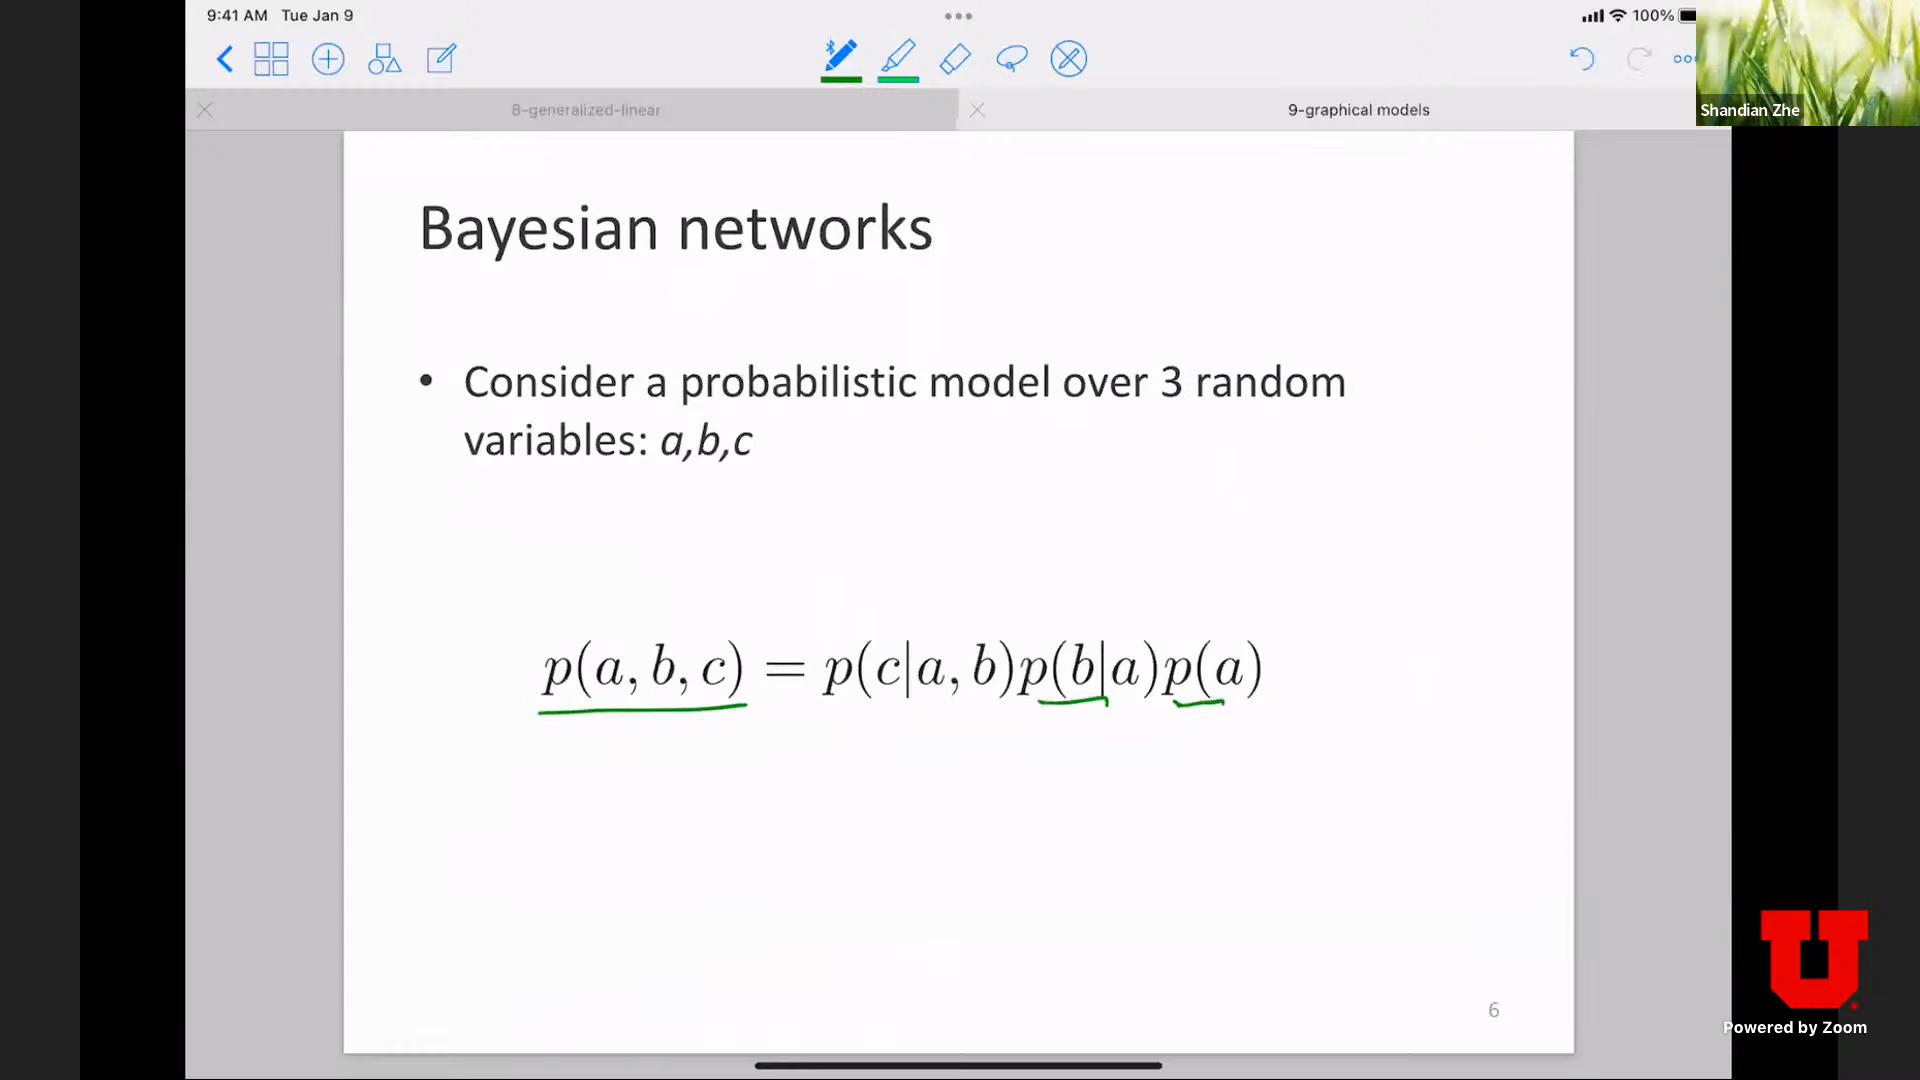 9:41 AM Tue Jan 9
100%
8-generalized-linear
9-graphical models
Shandian Zhe
Bayesian networks
• Consider a probabilistic model over 3 random
variables: a,b,c
p(a, b, c) = p(c|a, b)p(b|a)p(a)
6
U
Powered by Zoom